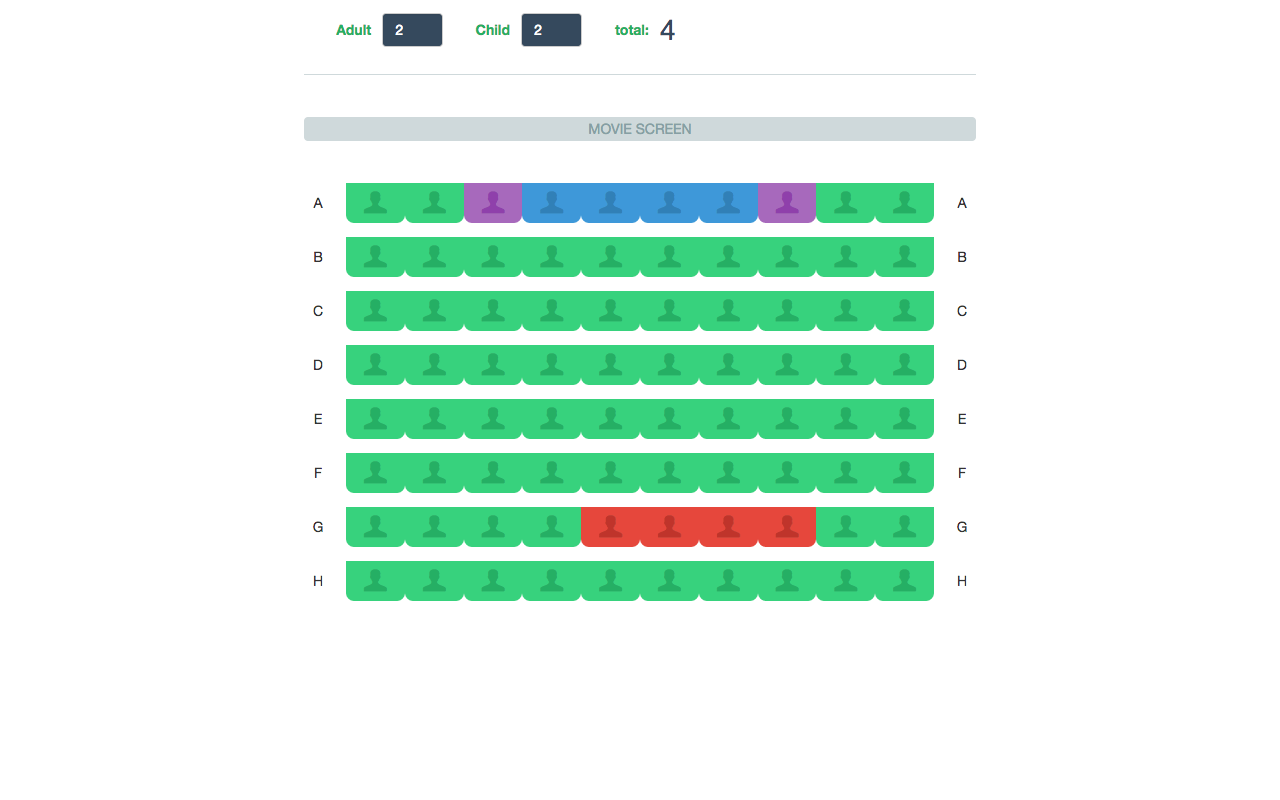 Adult 2 Child 2 total: 4
MOVIE SCREEN
A A
B B
C C
D D
E E
F F
G G
H H